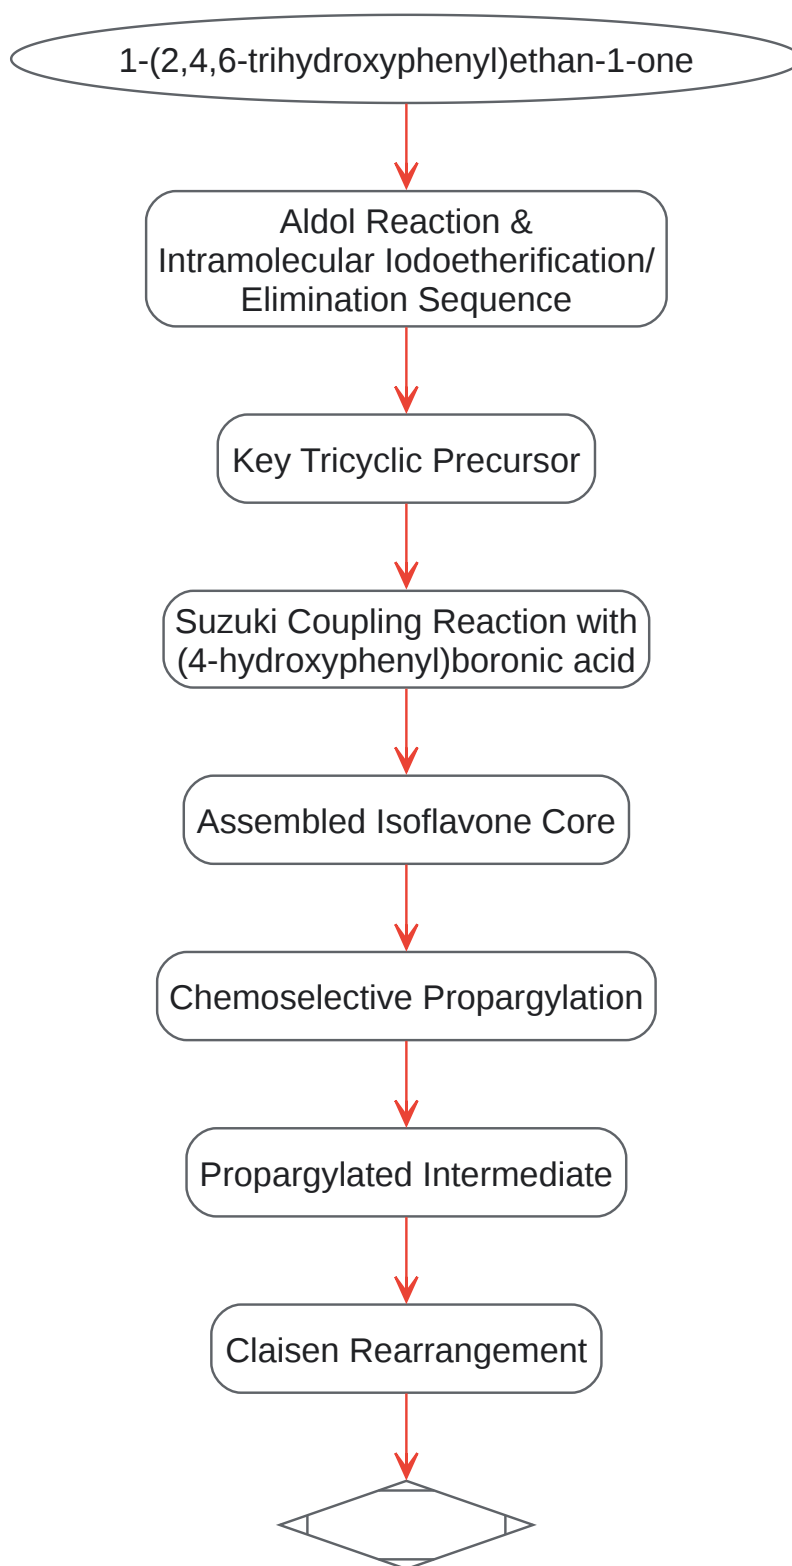 1-(2,4,6-trihydroxyphenyl)ethan-1-one
Aldol Reaction &
Intramolecular Iodoetherification/
Elimination Sequence
Key Tricyclic Precursor
Suzuki Coupling Reaction with
(4-hydroxyphenyl)boronic acid
Assembled Isoflavone Core
Chemoselective Propargylation
Propargylated Intermediate
Claisen Rearrangement